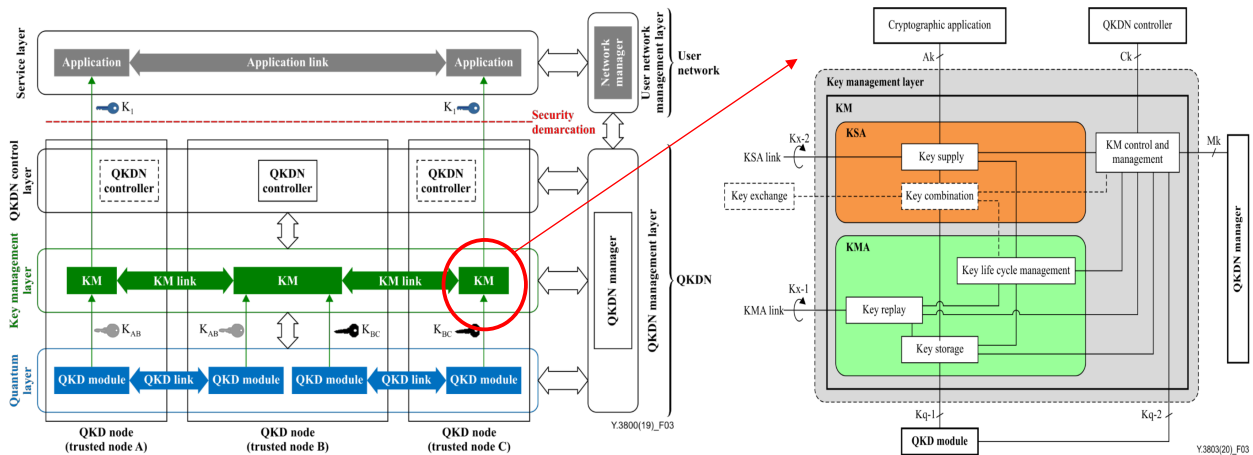 Service layer
Application
Application link
Application
K1
K1
Security
demarcation
Network
manager
User network
management layer
User
network
QKDN control
layer
QKDN
controller
QKDN
controller
QKDN
controller
Key management
layer
KM
KM link
KM
KM link
KM
KAB
KAB
KBC
KBC
Quantum
layer
QKD module
QKD link
QKD module
QKD module
QKD link
QKD module
QKDN manager
QKDN management layer
QKDN
QKD node
(trusted node A)
QKD node
(trusted node B)
QKD node
(trusted node C)
Y.3800(19)_F03
Cryptographic application
QKDN controller
Ak
Ck
Key management layer
KM
KSA
Kx-2
KSA link
Key supply
KM control and
management
Mk
Key exchange
Key combination
QKDN manager
KMA
Key life cycle management
Kx-1
KMA link
Key replay
Key storage
Kq-1
Kq-2
QKD module
Y.3803(20)_F03